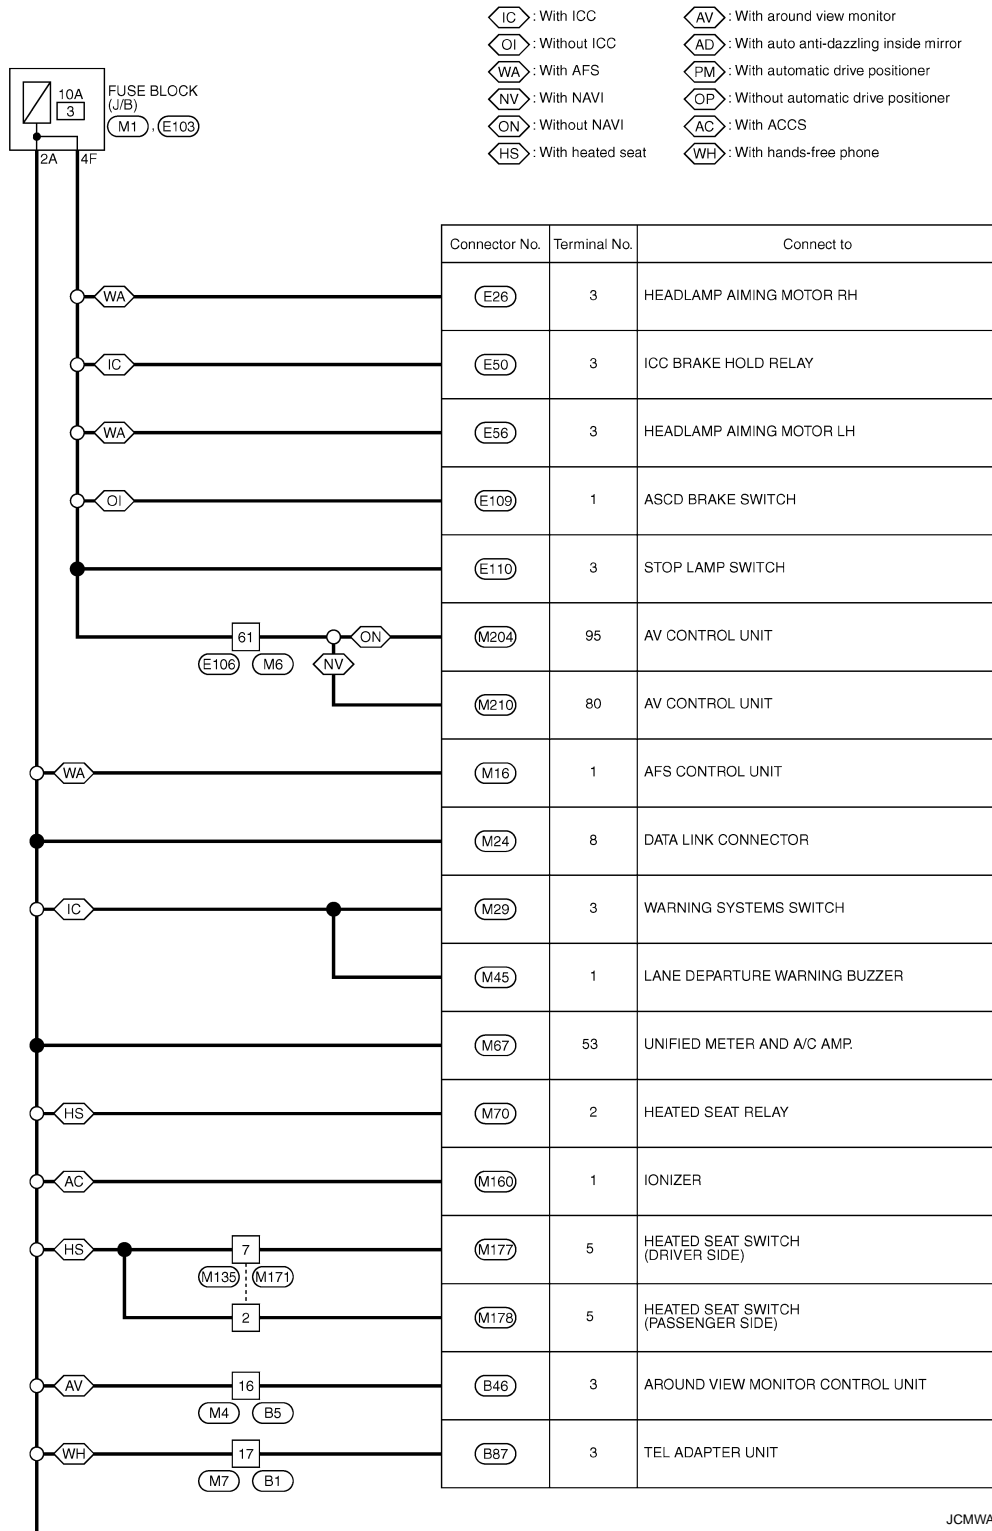 IC : With ICC
OI : Without ICC
WA : With AFS
NV : With NAVI
ON : Without NAVI
HS : With heated seat
AV : With around view monitor
AD : With auto anti-dazzling inside mirror
PM : With automatic drive positioner
OP : Without automatic drive positioner
AC : With ACCS
WH : With hands-free phone
10A
3
FUSE BLOCK
(J/B)
M1 , E103
2A 4F
Connector No. Terminal No. Connect to
WA E26 3 HEADLAMP AIMING MOTOR RH
IC E50 3 ICC BRAKE HOLD RELAY
WA E56 3 HEADLAMP AIMING MOTOR LH
OI E109 1 ASCD BRAKE SWITCH
E110 3 STOP LAMP SWITCH
61 ON M204 95 AV CONTROL UNIT
E106 M6 NV
M210 80 AV CONTROL UNIT
WA M16 1 AFS CONTROL UNIT
M24 8 DATA LINK CONNECTOR
IC M29 3 WARNING SYSTEMS SWITCH
M45 1 LANE DEPARTURE WARNING BUZZER
M67 53 UNIFIED METER AND A/C AMP.
HS M70 2 HEATED SEAT RELAY
AC M160 1 IONIZER
HS 7 M177 5 HEATED SEAT SWITCH
(DRIVER SIDE)
M135 M171
2 M178 5 HEATED SEAT SWITCH
(PASSENGER SIDE)
AV 16 B46 3 AROUND VIEW MONITOR CONTROL UNIT
M4 B5
WH 17 B87 3 TEL ADAPTER UNIT
M7 B1
JCMWA